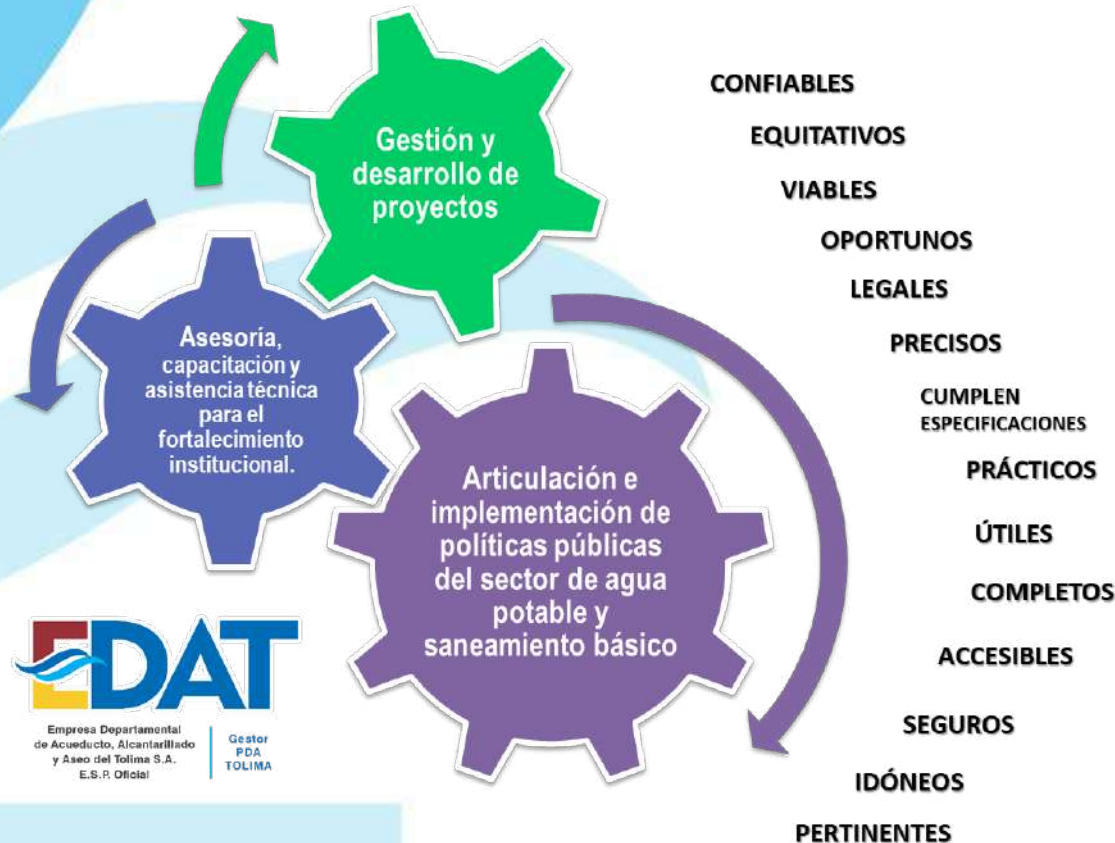 Gestión y
desarrollo de
proyectos
Asesoría,
capacitación y
asistencia técnica
para el
fortalecimiento
institucional.
Articulación e
implementación de
políticas públicas
del sector de agua
potable y
saneamiento básico
CONFIABLES
EQUITATIVOS
VIABLES
OPORTUNOS
LEGALES
PRECISOS
CUMPLEN
ESPECIFICACIONES
PRÁCTICOS
ÚTILES
COMPLETOS
ACCESIBLES
SEGUROS
IDÓNEOS
PERTINENTES
EDAT
Empresa Departamental
de Acueducto, Alcantarillado
y Aseo del Tolima S.A.
E.S.P. Oficial
Gestor
PDA
TOLIMA